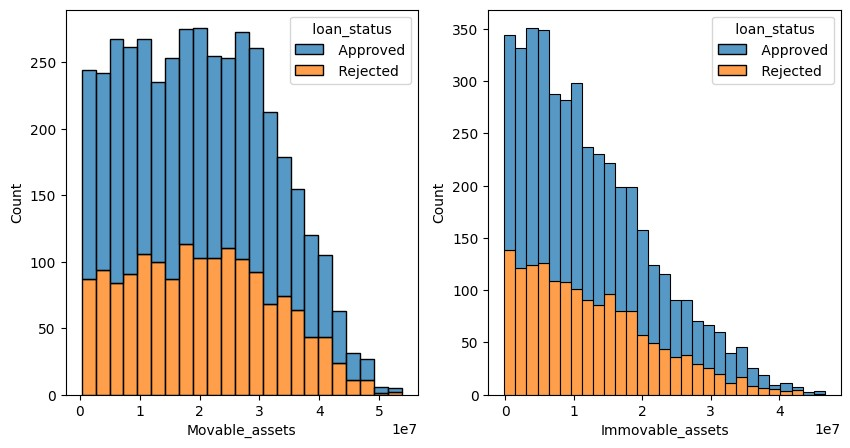 loan_status
Approved
Rejected
250
200
150
100
50
0
Count
0 1 2 3 4 5
1e7
Movable_assets
loan_status
Approved
Rejected
350
300
250
200
150
100
50
0
Count
0 1 2 3 4
1e7
Immovable_assets